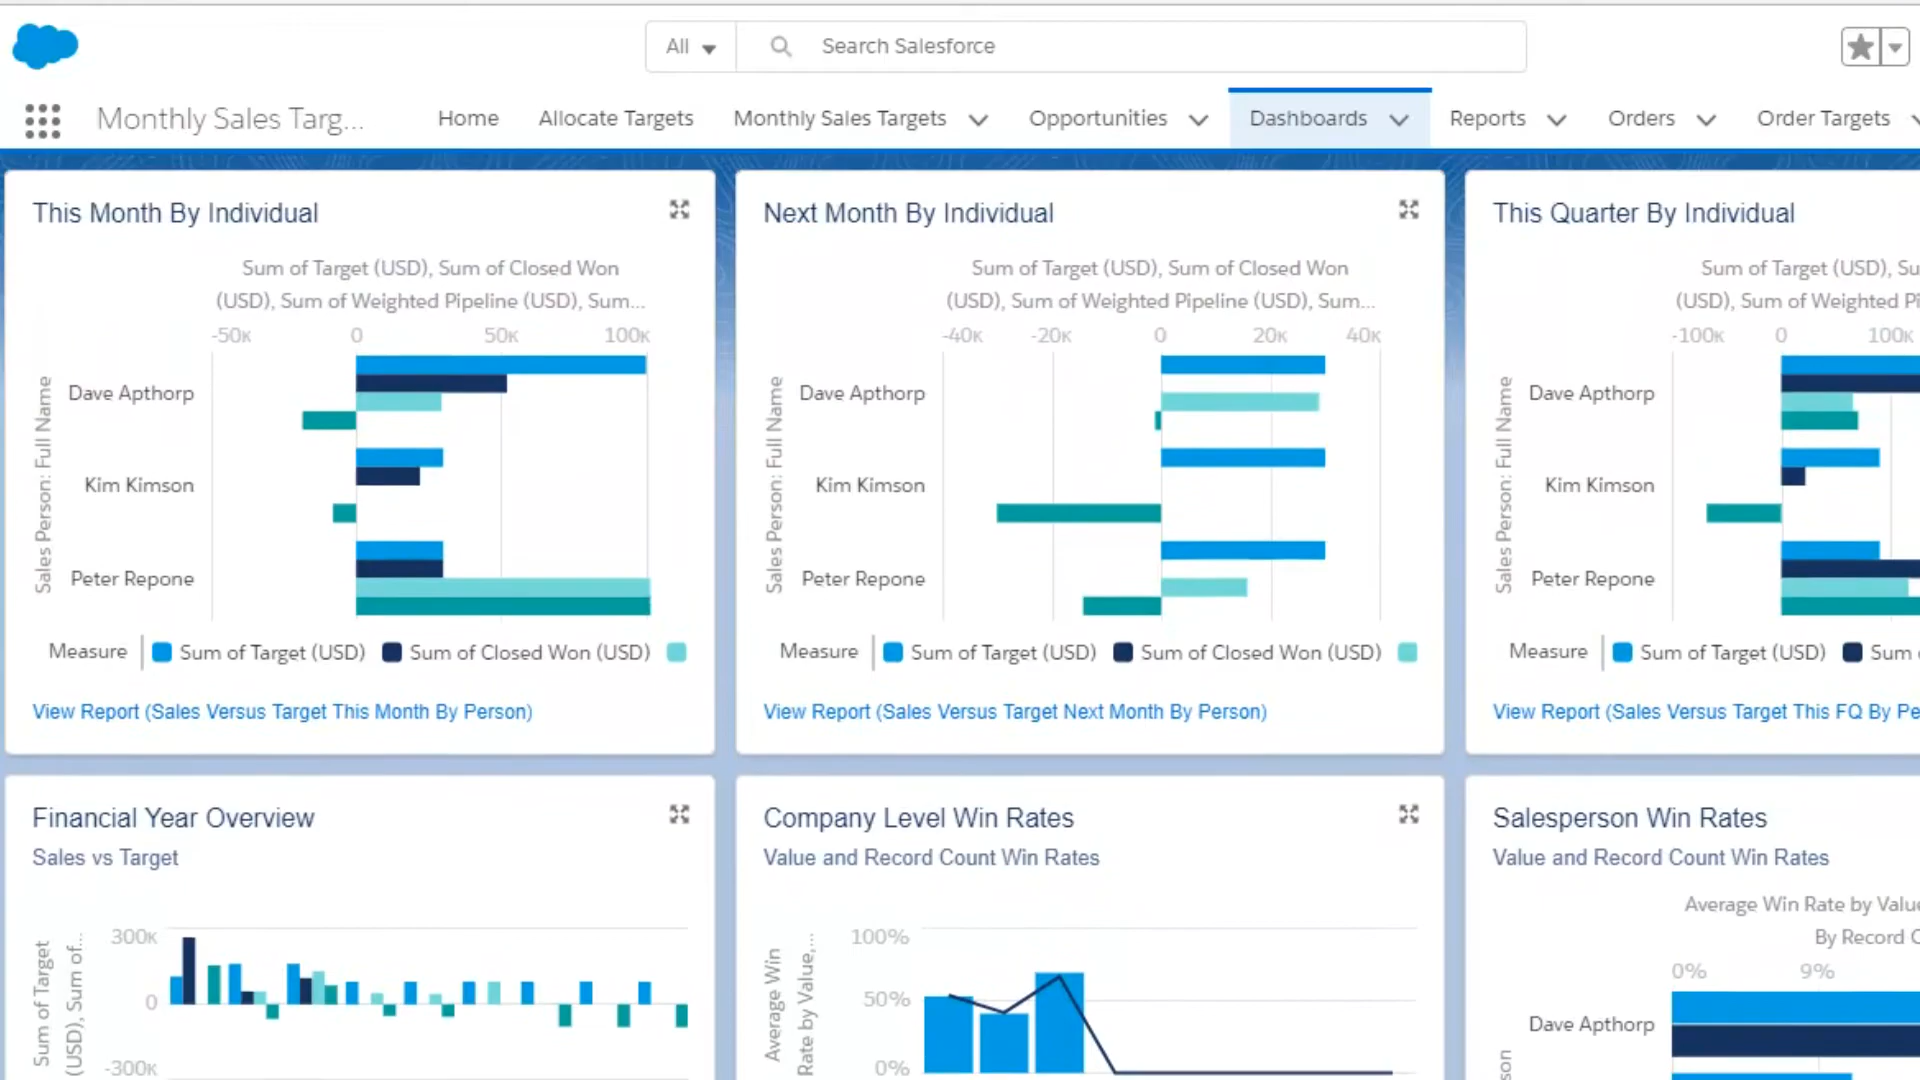 All
Search Salesforce
Monthly Sales Targ...
Home
Allocate Targets
Monthly Sales Targets
Opportunities
Dashboards
Reports
Orders
Order Targets
This Month By Individual
Sum of Target (USD), Sum of Closed Won
(USD), Sum of Weighted Pipeline (USD), Sum...
-50K 0 50K 100K
Sales Person: Full Name
Dave Apthorp
Kim Kimson
Peter Repone
Measure
Sum of Target (USD)
Sum of Closed Won (USD)
View Report (Sales Versus Target This Month By Person)
Next Month By Individual
Sum of Target (USD), Sum of Closed Won
(USD), Sum of Weighted Pipeline (USD), Sum...
-40K -20K 0 20K 40K
Sales Person: Full Name
Dave Apthorp
Kim Kimson
Peter Repone
Measure
Sum of Target (USD)
Sum of Closed Won (USD)
View Report (Sales Versus Target Next Month By Person)
This Quarter By Individual
Sum of Target (USD), Su
(USD), Sum of Weighted Pi
-100K 0 100K
Sales Person: Full Name
Dave Apthorp
Kim Kimson
Peter Repone
Measure
Sum of Target (USD)
Sum
View Report (Sales Versus Target This FQ By Pe
Financial Year Overview
Sales vs Target
Sum of Target
(USD), Sum of...
300K
0
-300K
Company Level Win Rates
Value and Record Count Win Rates
Average Win
Rate by Value,...
100%
50%
0%
Salesperson Win Rates
Value and Record Count Win Rates
Average Win Rate by Value
By Record C
0% 9%
Dave Apthorp
son